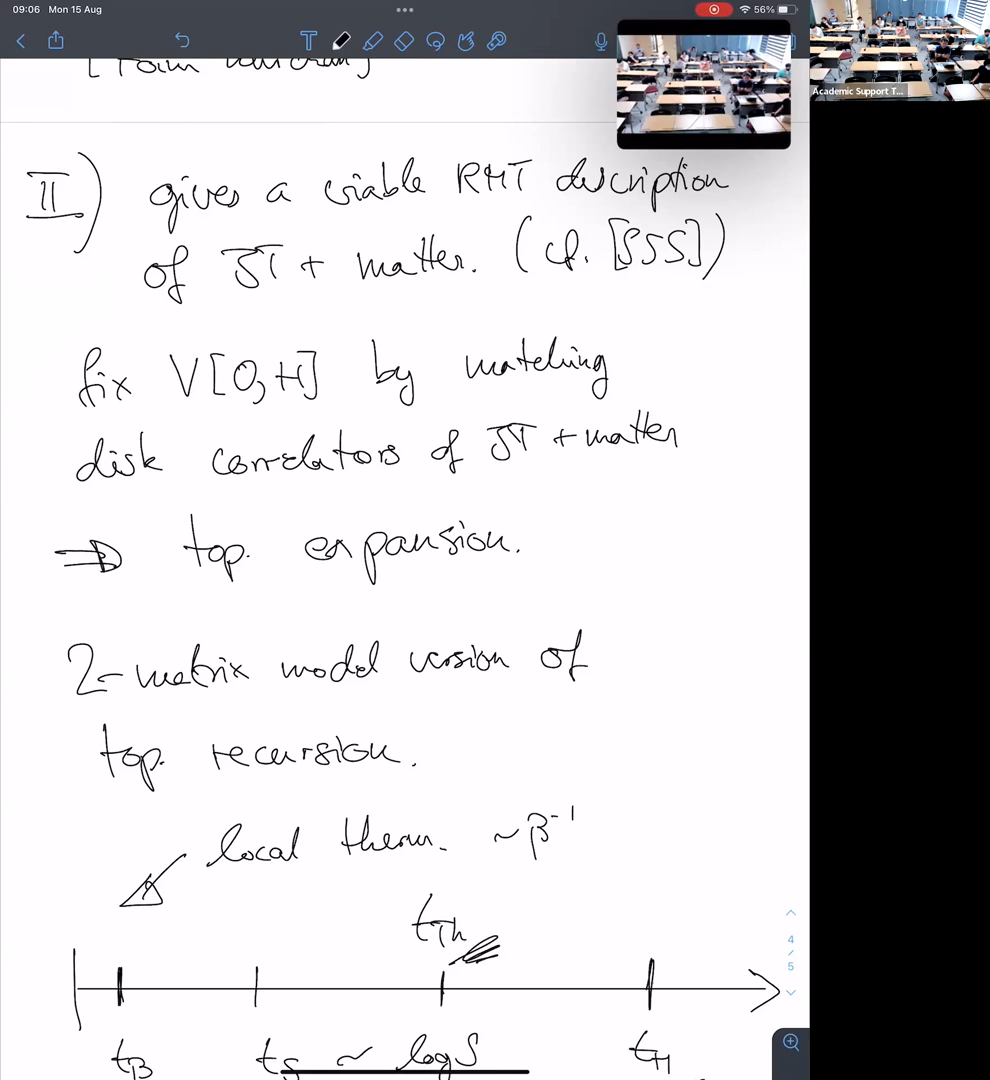 09:06 Mon 15 Aug
56%
Academic Support T...
II) gives a viable RMT description
of JT + matter. (cf. [SSS])
fix V[O,H] by matching
disk correlators of JT + matter
⇒ top. expansion.
2-matrix model version of
top. recursion.
local therm. ~ β⁻¹
t_Th
t_B t_S ~ log S t_H
4
/
5